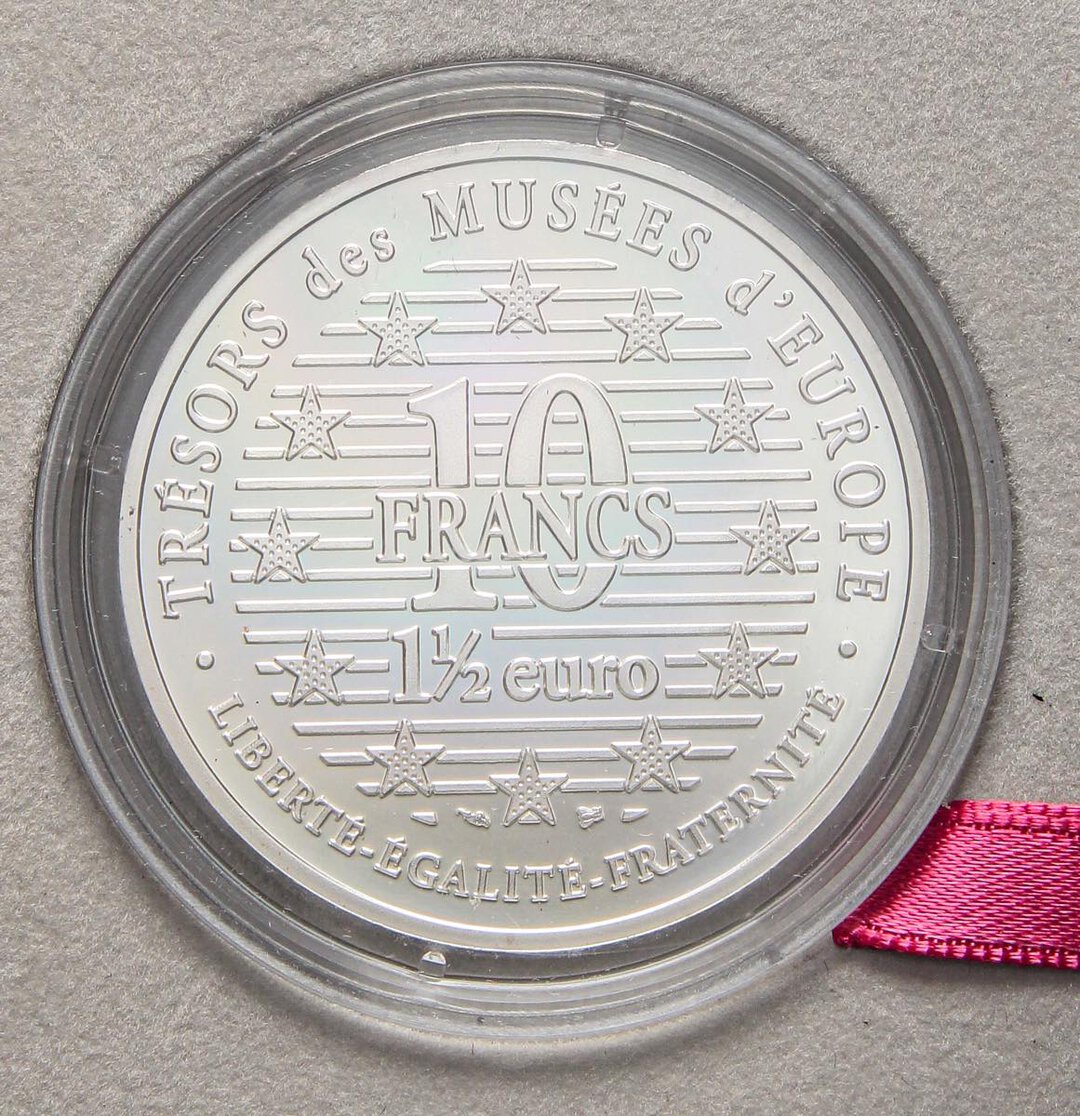 TRÉSORS des MUSÉES d'EUROPE
10
FRANCS
1½ euro
LIBERTÉ-ÉGALITÉ-FRATERNITÉ